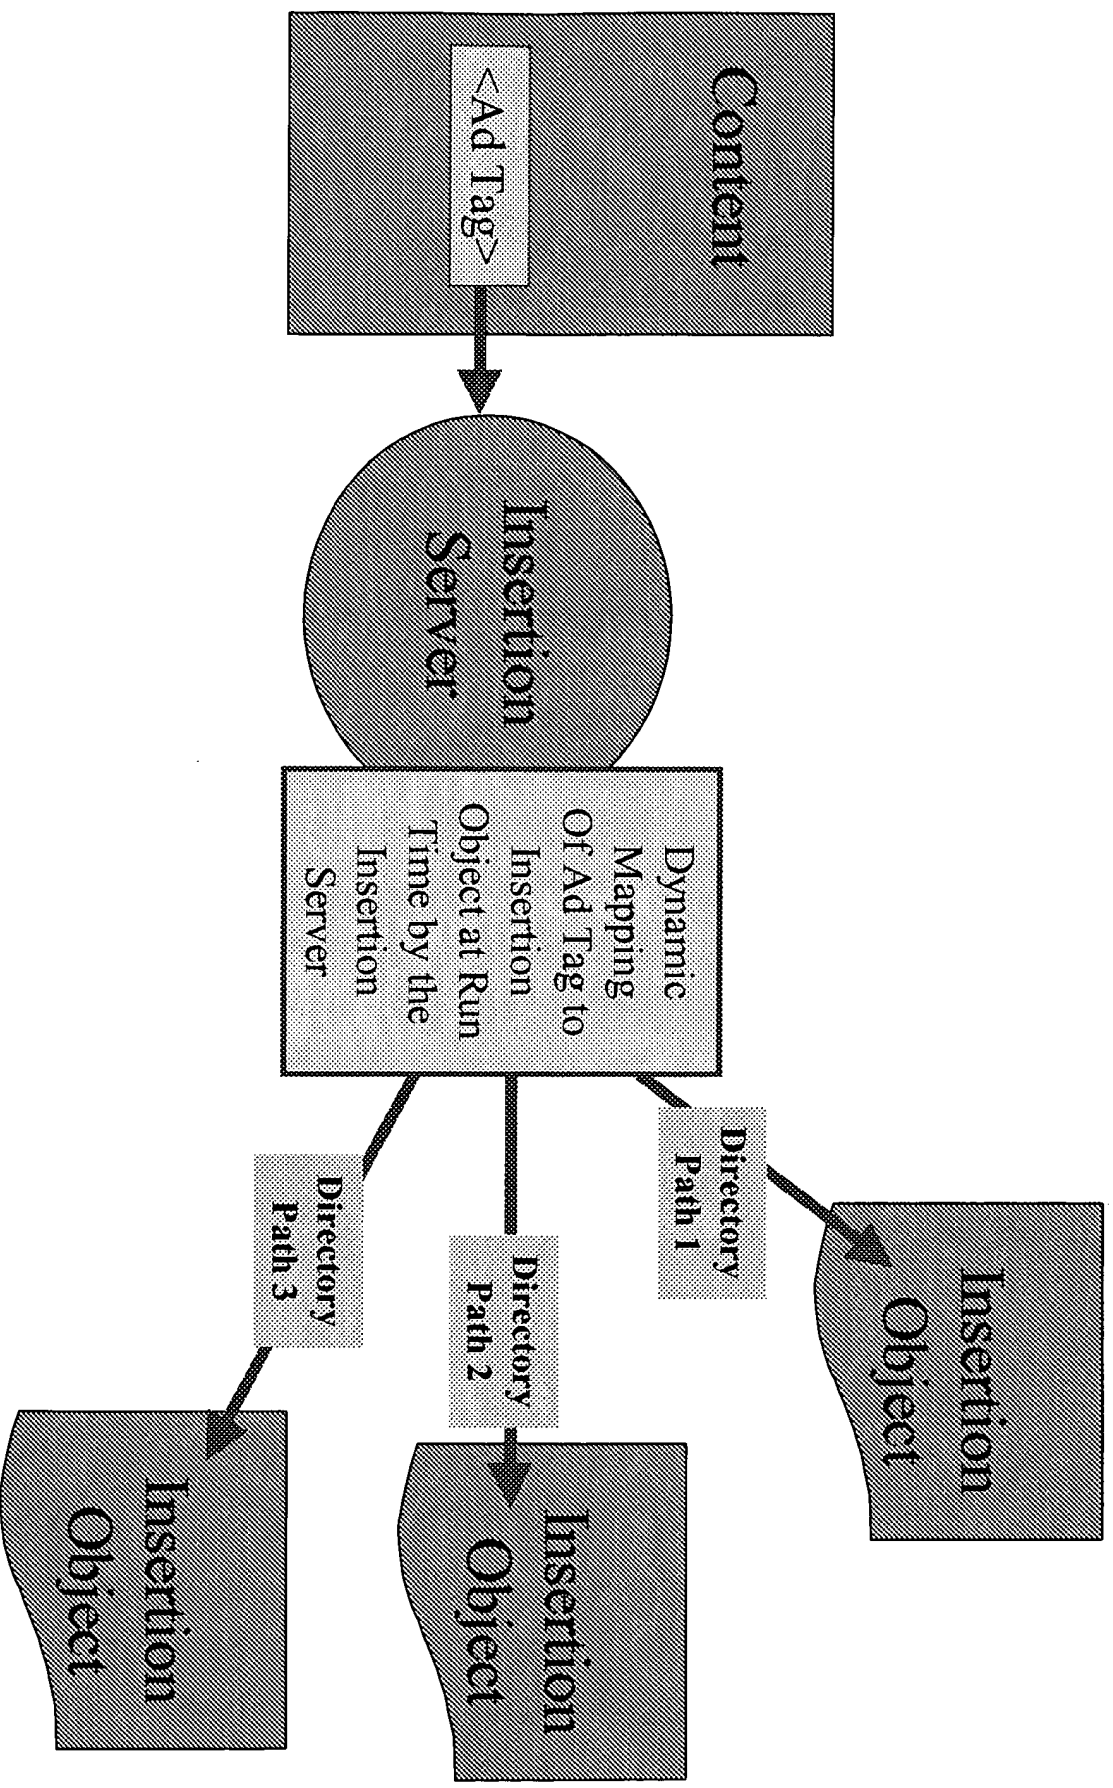 Content
<Ad Tag>
Insertion
Server
Dynamic
Mapping
Of Ad Tag to
Insertion
Object at Run
Time by the
Insertion
Server
Directory
Path 1
Directory
Path 2
Directory
Path 3
Insertion
Object
Insertion
Object
Insertion
Object